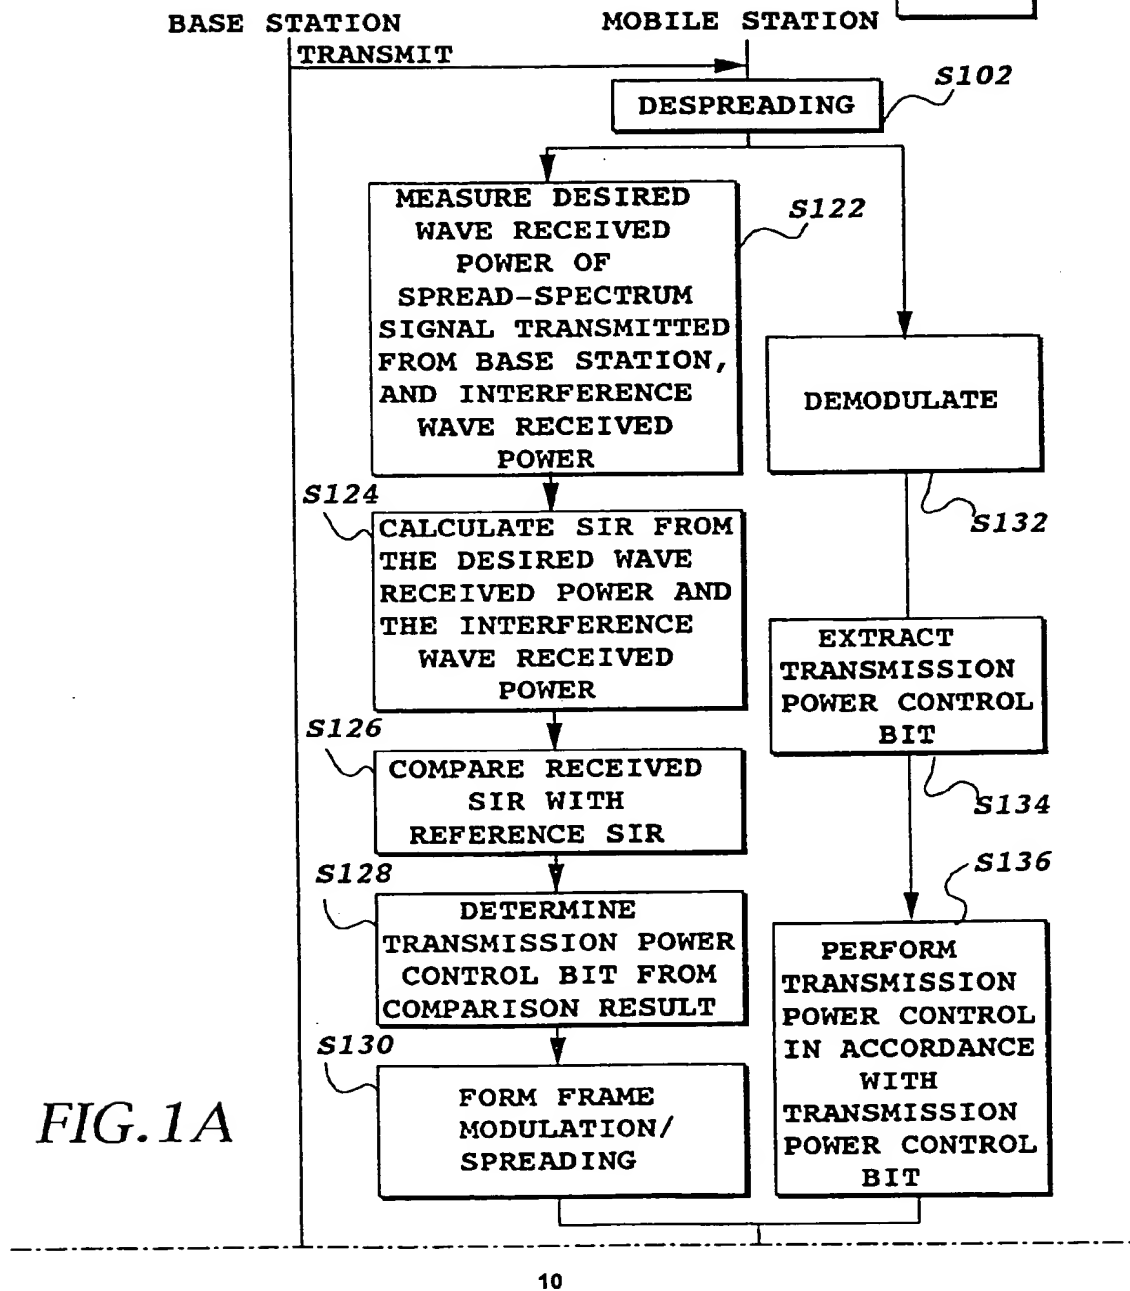 BASE STATION
MOBILE STATION
TRANSMIT
S102
DESPREADING
MEASURE DESIRED
WAVE RECEIVED
POWER OF
SPREAD-SPECTRUM
SIGNAL TRANSMITTED
FROM BASE STATION,
AND INTERFERENCE
WAVE RECEIVED
POWER
S122
DEMODULATE
S132
S124
CALCULATE SIR FROM
THE DESIRED WAVE
RECEIVED POWER AND
THE INTERFERENCE
WAVE RECEIVED
POWER
EXTRACT
TRANSMISSION
POWER CONTROL
BIT
S134
S126
COMPARE RECEIVED
SIR WITH
REFERENCE SIR
S128
DETERMINE
TRANSMISSION POWER
CONTROL BIT FROM
COMPARISON RESULT
S136
PERFORM
TRANSMISSION
POWER CONTROL
IN ACCORDANCE
WITH
TRANSMISSION
POWER CONTROL
BIT
S130
FORM FRAME
MODULATION/
SPREADING
FIG.1A
10